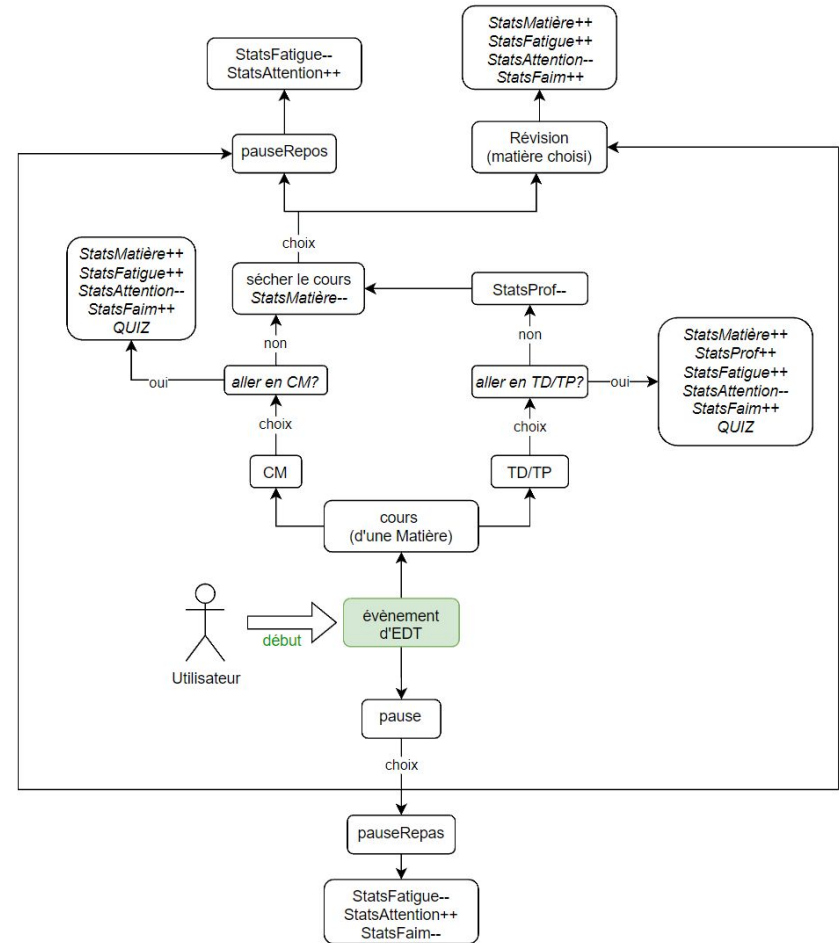 StatsFatigue--
StatsAttention++
StatsMatière++
StatsFatigue++
StatsAttention--
StatsFaim++
pauseRepos
Révision
(matière choisi)
choix
StatsMatière++
StatsFatigue++
StatsAttention--
StatsFaim++
QUIZ
sécher le cours
StatsMatière--
StatsProf--
non
non
StatsMatière++
StatsProf++
StatsFatigue++
StatsAttention--
StatsFaim++
QUIZ
oui
aller en CM?
aller en TD/TP?
oui
choix
choix
CM
TD/TP
cours
(d'une Matière)
évènement
d'EDT
début
Utilisateur
pause
choix
pauseRepas
StatsFatigue--
StatsAttention++
StatsFaim--